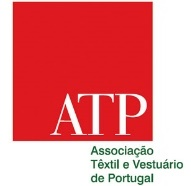 ATP
Associação
Têxtil e Vestuário
de Portugal